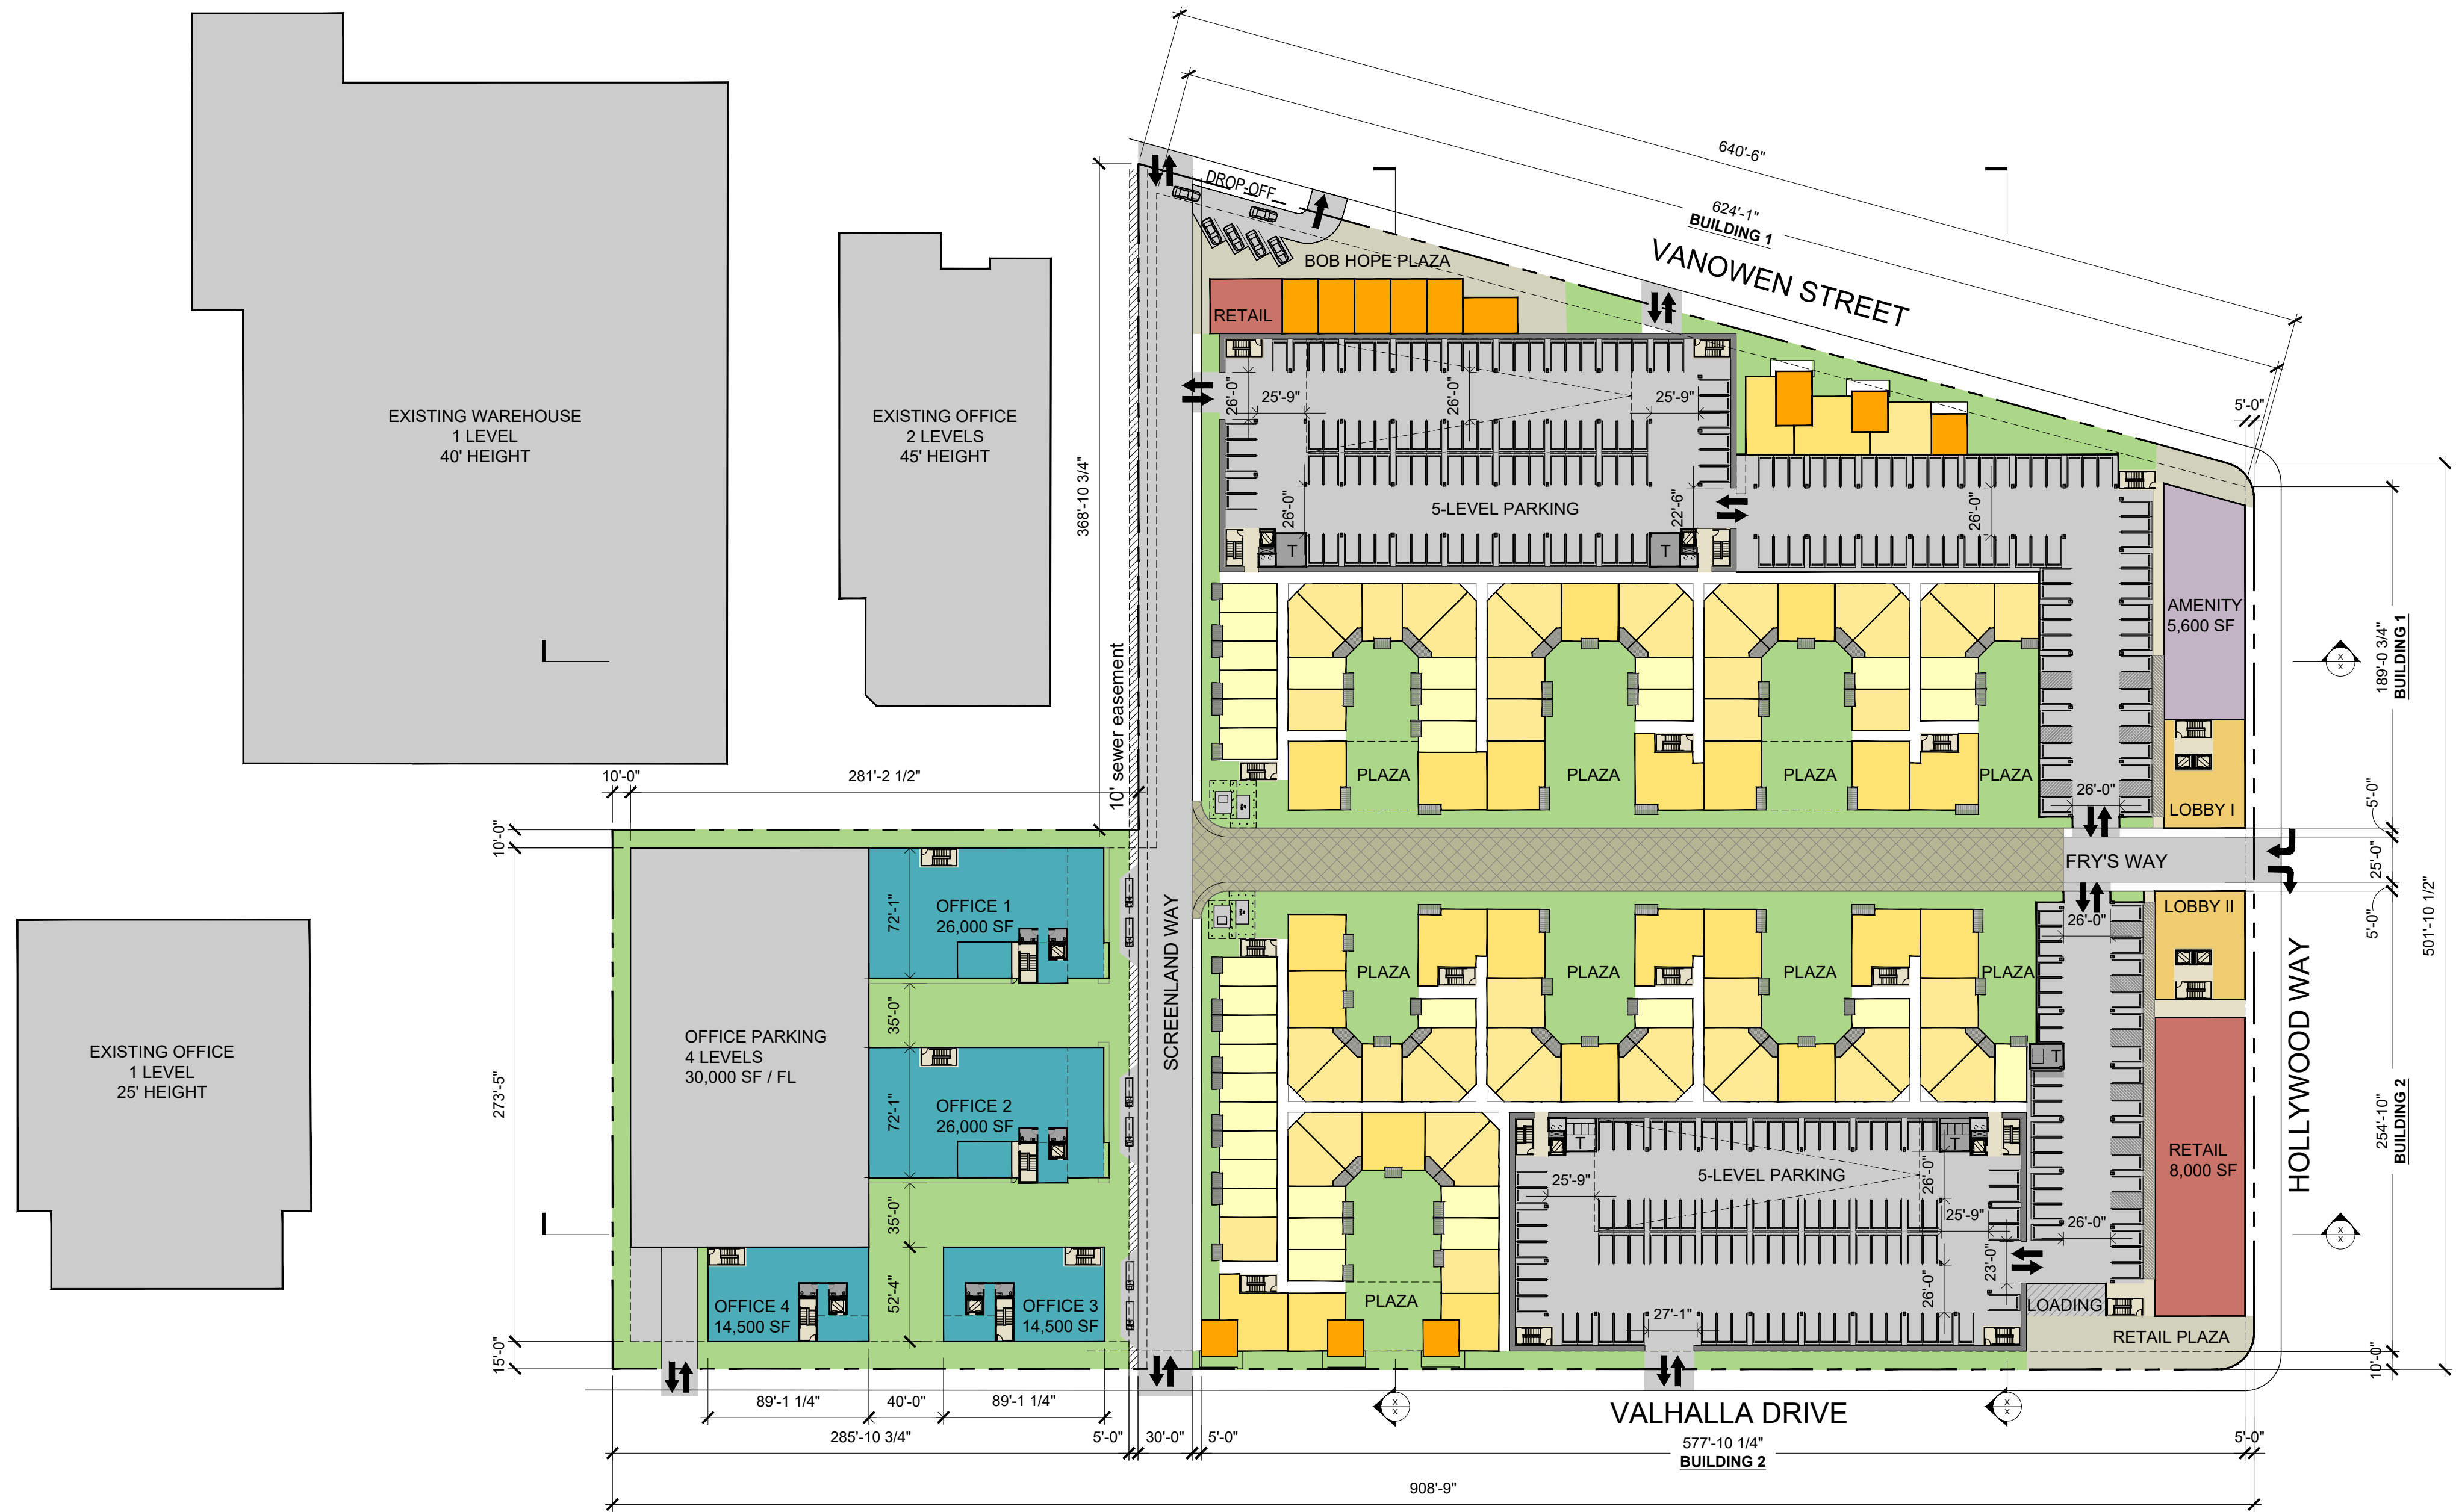 640'-6"
624'-1"
BUILDING 1
VANOWEN STREET
DROP-OFF
BOB HOPE PLAZA
RETAIL
EXISTING WAREHOUSE
1 LEVEL
40' HEIGHT
EXISTING OFFICE
2 LEVELS
45' HEIGHT
368'-10 3/4"
26'-0"
25'-9"
26'-0"
25'-9"
5'-0"
26'-0"
5-LEVEL PARKING
22'-6"
26'-0"
T
T
AMENITY
5,600 SF
189'-0 3/4"
BUILDING 1
X
X
10' sewer easement
10'-0"
281'-2 1/2"
PLAZA
PLAZA
PLAZA
PLAZA
26'-0"
LOBBY I
5'-0"
10'-0"
FRY'S WAY
25'-0"
501'-10 1/2"
72'-1"
OFFICE 1
26,000 SF
SCREENLAND WAY
26'-0"
LOBBY II
5'-0"
PLAZA
PLAZA
PLAZA
PLAZA
HOLLYWOOD WAY
EXISTING OFFICE
1 LEVEL
25' HEIGHT
273'-5"
OFFICE PARKING
4 LEVELS
30,000 SF / FL
35'-0"
72'-1"
OFFICE 2
26,000 SF
T
T
T
5-LEVEL PARKING
26'-0"
25'-9"
25'-9"
26'-0"
RETAIL
8,000 SF
254'-10"
BUILDING 2
X
X
35'-0"
23'-0"
26'-0"
52'-4"
OFFICE 4
14,500 SF
OFFICE 3
14,500 SF
PLAZA
27'-1"
LOADING
RETAIL PLAZA
15'-0"
10'-0"
89'-1 1/4"
40'-0"
89'-1 1/4"
X
X
VALHALLA DRIVE
X
X
285'-10 3/4"
5'-0"
30'-0"
5'-0"
577'-10 1/4"
BUILDING 2
5'-0"
908'-9"